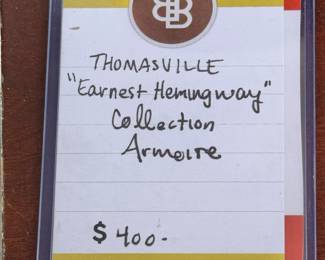 THOMASVILLE
"Earnest Hemingway"
Collection
Armoire
$400-